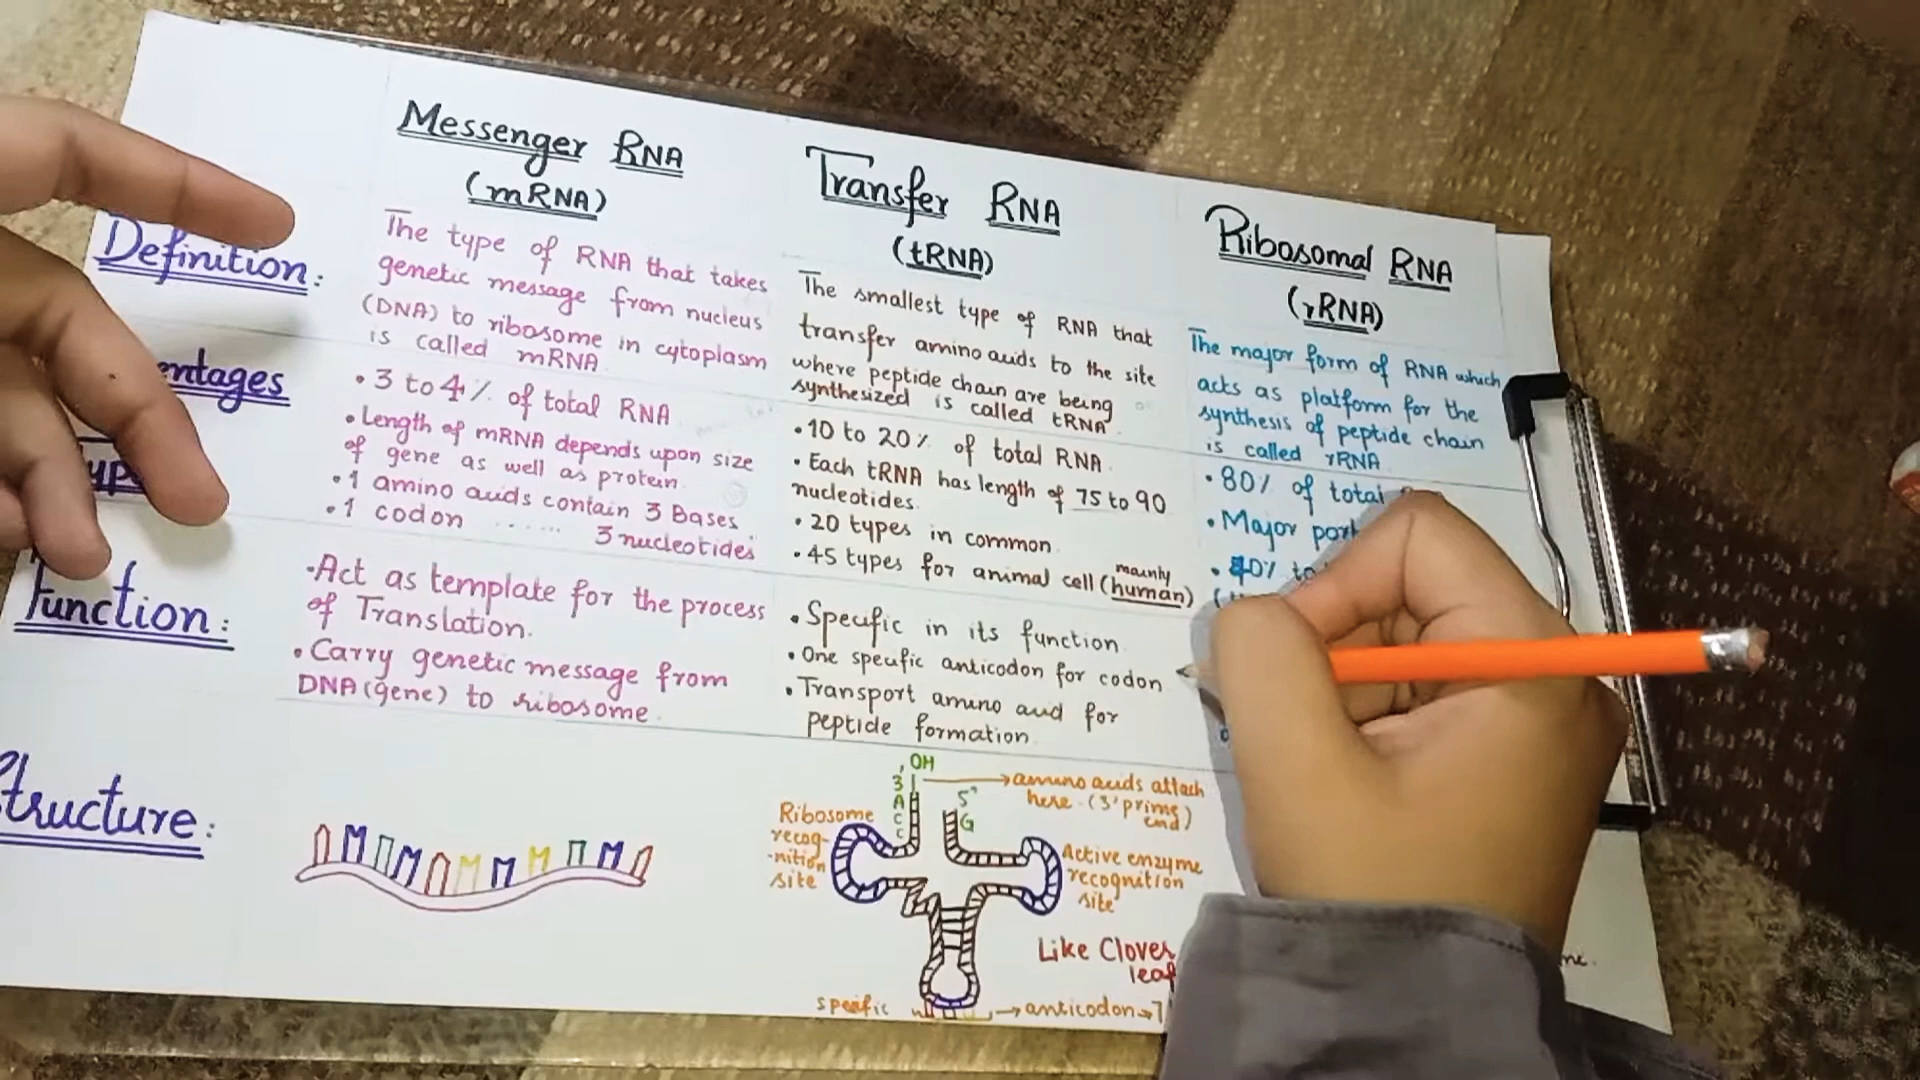 Messenger RNA
(mRNA)
Transfer RNA
(tRNA)
Ribosomal RNA
(rRNA)
Definition:
The type of RNA that takes
genetic message from nucleus
(DNA) to ribosome in cytoplasm
is called mRNA.
The smallest type of RNA that
transfer amino acids to the site
where peptide chain are being
synthesized is called tRNA.
The major form of RNA which
acts as platform for the
synthesis of peptide chain
is called rRNA
• 3 to 4% of total RNA
• Length of mRNA depends upon size
of gene as well as protein.
• 1 amino acids contain 3 Bases.
• 1 codon ...... 3 nucleotides
• 10 to 20% of total RNA.
• Each tRNA has length of 75 to 90
nucleotides.
• 20 types in common.
• 45 types for animal cell (mainly human)
• 80% of total
• Major
• 40% to
Function:
• Act as template for the process
of Translation.
• Carry genetic message from
DNA (gene) to ribosome.
• Specific in its function.
• One specific anticodon for codon
• Transport amino acid for
peptide formation.
Structure:
OH
3'
A
C
C
5'
G
amino acids attach
here. (3' prime
end)
Ribosome
recog-
-nition
site
Active enzyme
recognition
site
Like Clover
leaf
specific
anticodon